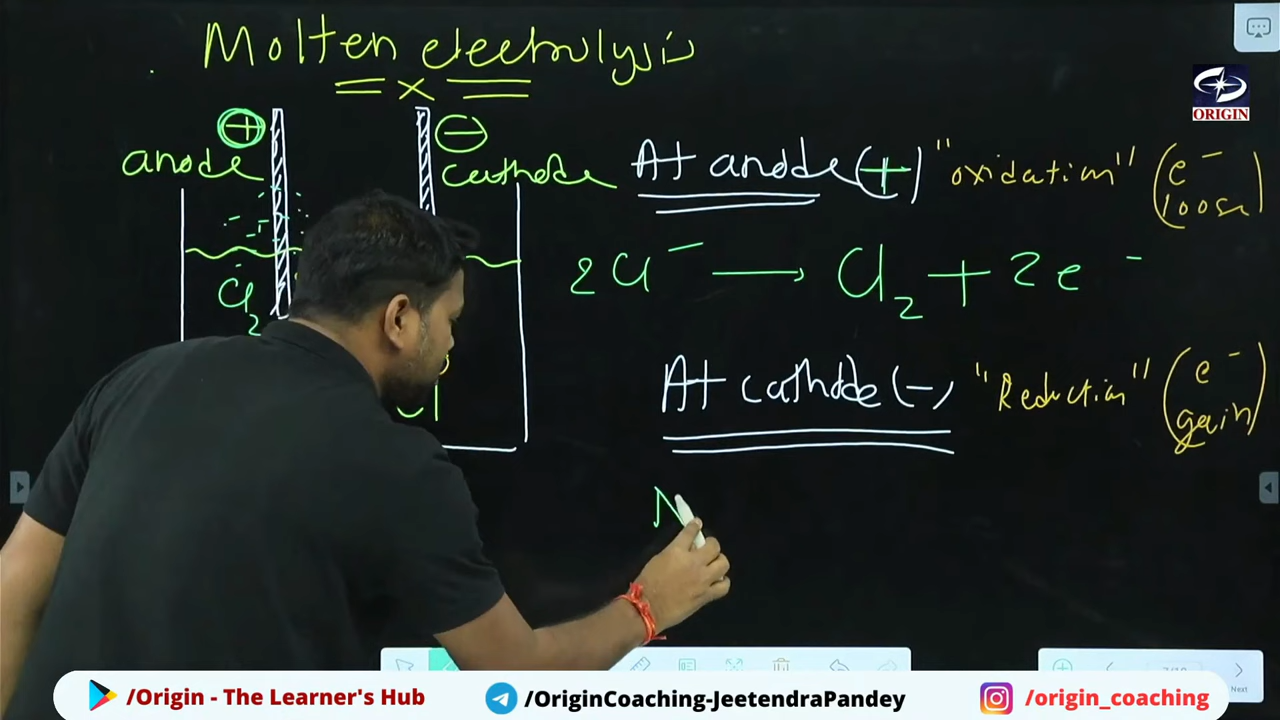 Molten electrolysis
+
−
anode
cathode
Cl2
At anode (+) "oxidation" (e− loose)
2Cl− → Cl2 + 2e−
At cathode (−) "Reduction" (e− gain)
N
ORIGIN
Next
/Origin - The Learner's Hub
/OriginCoaching-JeetendraPandey
/origin_coaching